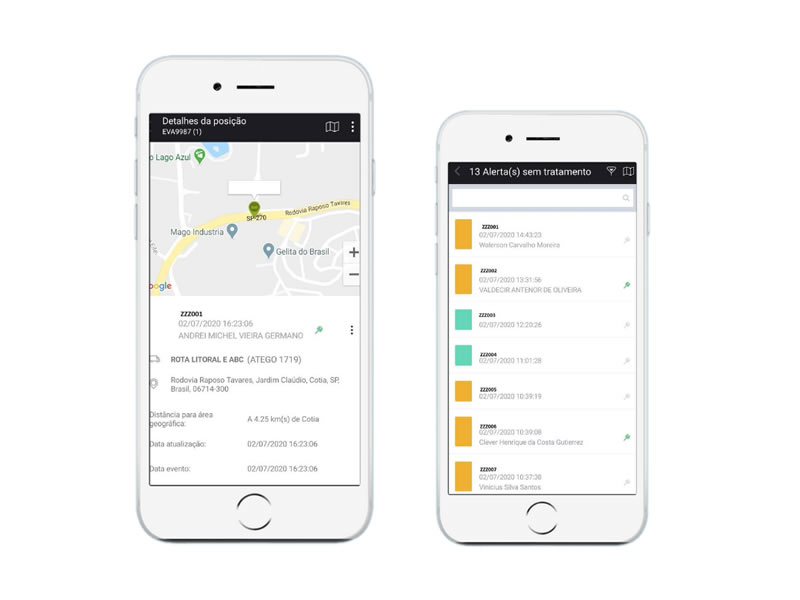 Detalhes da posição
EVA9987 (1)
o Lago Azul
SP-270
Rodovia Raposo Tavares
Mago Industria
Gelita do Brasil
+
−
ogle
ZZZ001
02/07/2020 16:23:06
ANDREI MICHEL VIEIRA GERMANO
ROTA LITORAL E ABC (ATEGO 1719)
Rodovia Raposo Tavares, Jardim Claúdio, Cotia, SP,
Brasil, 06714-300
Distância para área
geográfica:
A 4.25 km(s) de Cotia
Data atualização:
02/07/2020 16:23:06
Data evento:
02/07/2020 16:23:06
13 Alerta(s) sem tratamento
ZZZ001
02/07/2020 14:43:23
Walerson Carvalho Moreira
ZZZ002
02/07/2020 13:31:56
VALDECIR ANTENOR DE OLIVEIRA
ZZZ003
02/07/2020 12:20:28
ZZZ004
02/07/2020 11:01:28
ZZZ005
02/07/2020 10:39:19
ZZZ006
02/07/2020 10:39:08
Clever Henrique da Costa Gutierrez
ZZZ007
02/07/2020 10:37:38
Vinicius Silva Santos